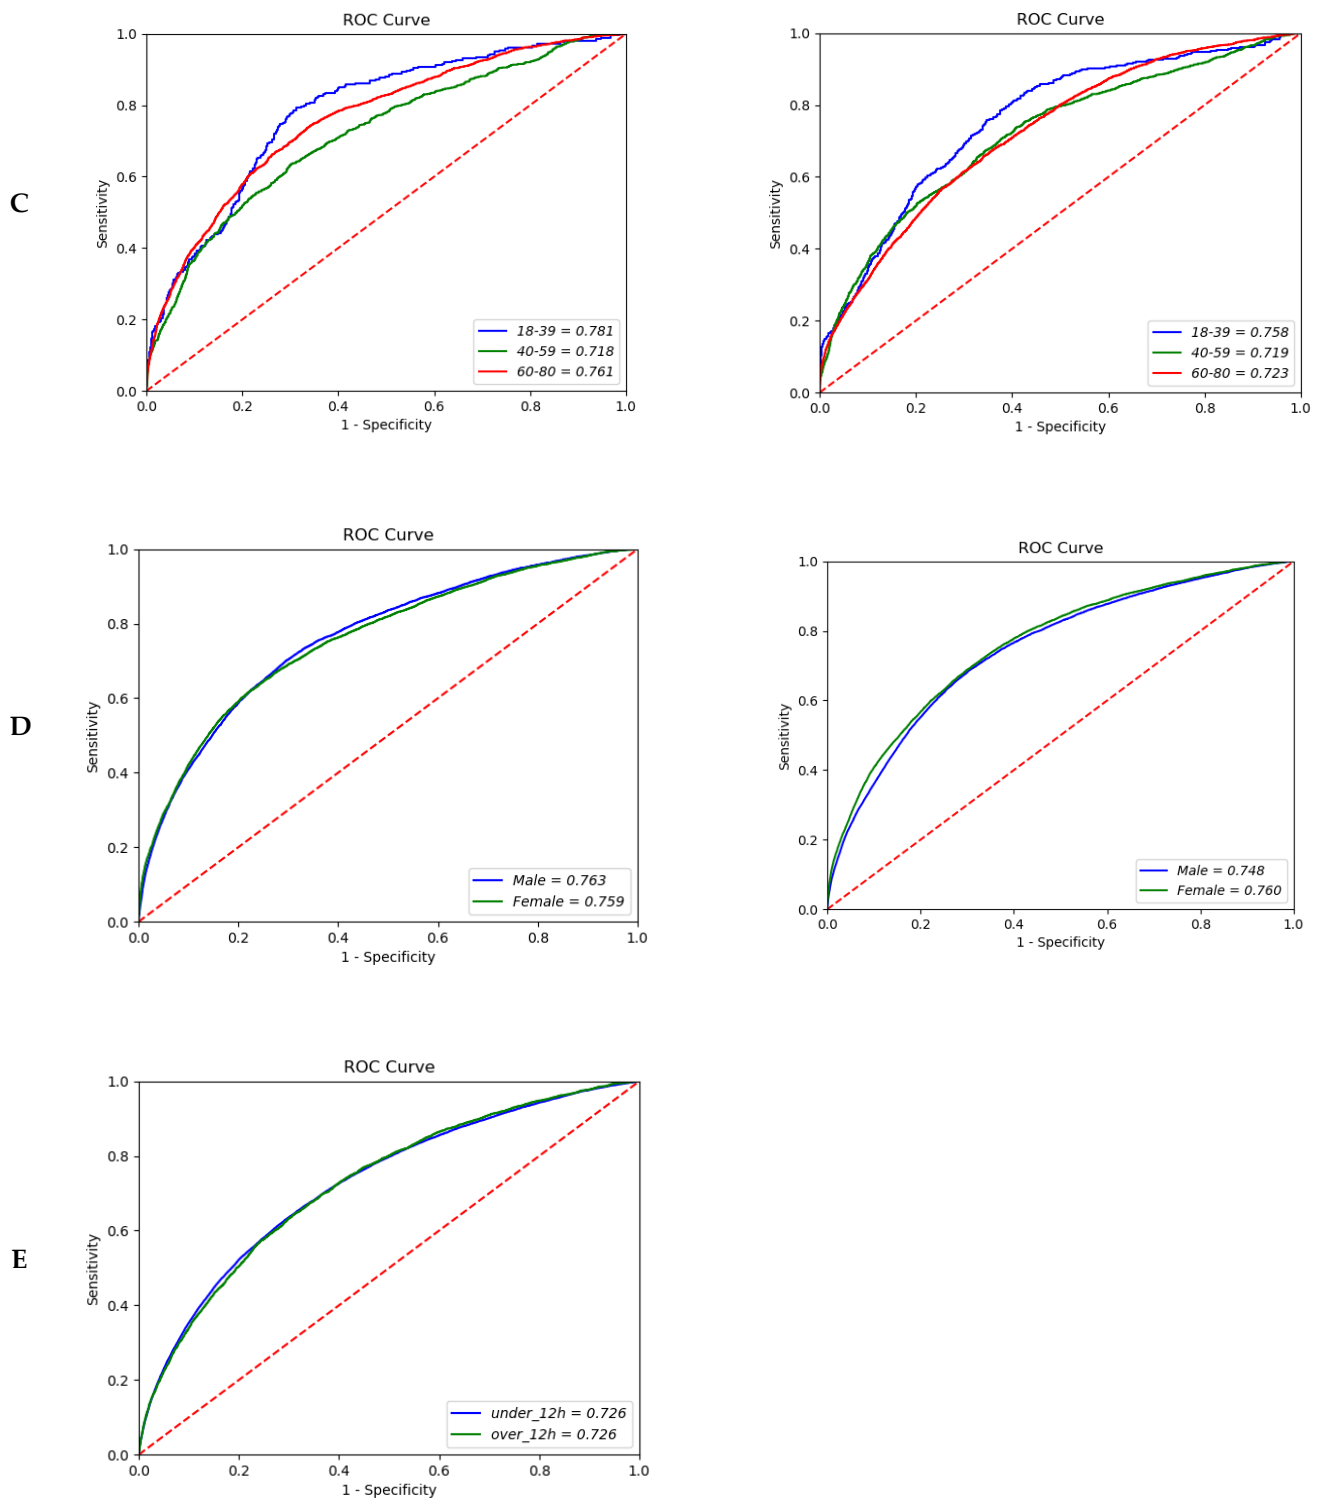 C
ROC Curve
1.0
0.8
0.6
0.4
0.2
0.0
Sensitivity
0.0 0.2 0.4 0.6 0.8 1.0
1 - Specificity
18-39 = 0.781
40-59 = 0.718
60-80 = 0.761
ROC Curve
1.0
0.8
0.6
0.4
0.2
0.0
Sensitivity
0.0 0.2 0.4 0.6 0.8 1.0
1 - Specificity
18-39 = 0.758
40-59 = 0.719
60-80 = 0.723
D
ROC Curve
1.0
0.8
0.6
0.4
0.2
0.0
Sensitivity
0.0 0.2 0.4 0.6 0.8 1.0
1 - Specificity
Male = 0.763
Female = 0.759
ROC Curve
1.0
0.8
0.6
0.4
0.2
0.0
Sensitivity
0.0 0.2 0.4 0.6 0.8 1.0
1 - Specificity
Male = 0.748
Female = 0.760
E
ROC Curve
1.0
0.8
0.6
0.4
0.2
0.0
Sensitivity
0.0 0.2 0.4 0.6 0.8 1.0
1 - Specificity
under_12h = 0.726
over_12h = 0.726